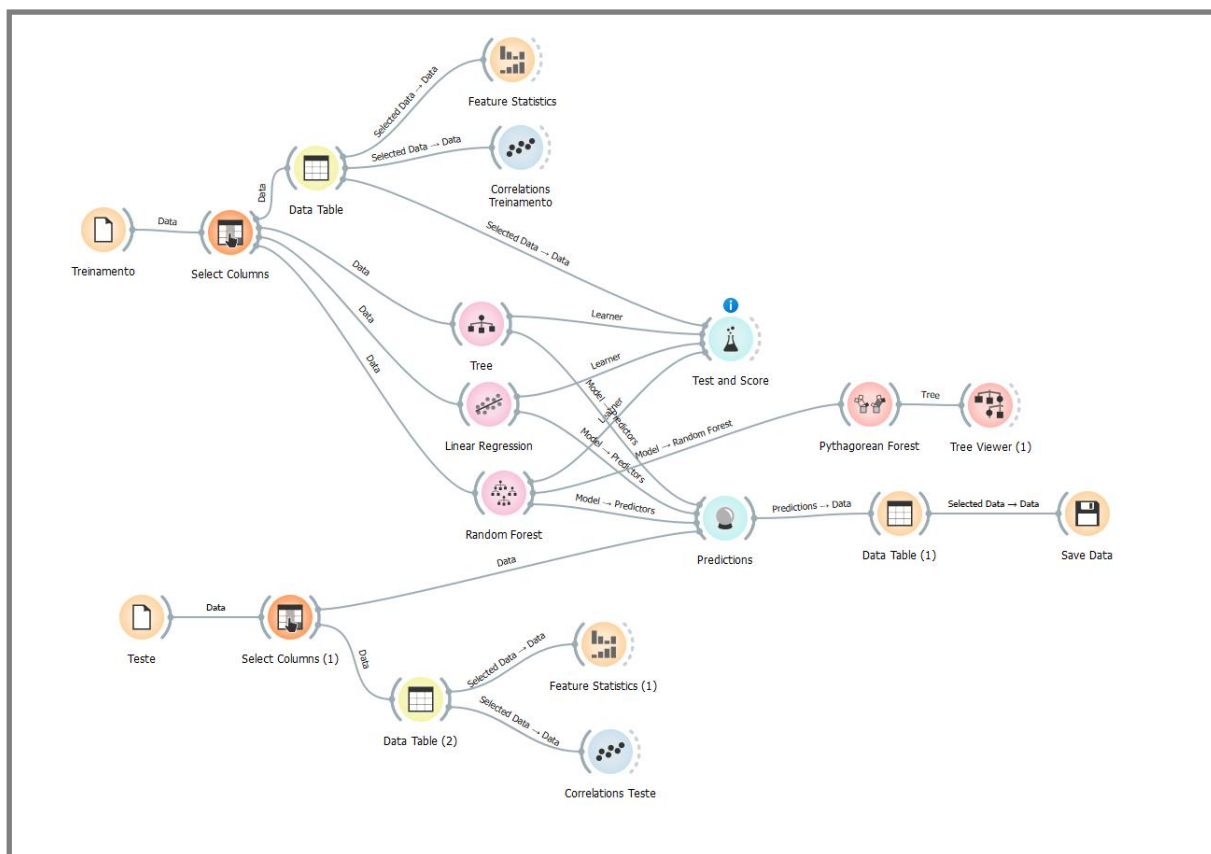 Selected Data → Data
Feature Statistics
Selected Data → Data
Correlations
Treinamento
Data
Data Table
Selected Data → Data
Data
Treinamento
Select Columns
Data
Data
Data
Tree
Learner
i
Test and Score
Learner
Learner
Linear Regression
Model → Predictors
Model → Predictors
Model → Random Forest
Pythagorean Forest
Tree
Tree Viewer (1)
Random Forest
Model → Predictors
Predictions
Predictions → Data
Data Table (1)
Selected Data → Data
Save Data
Data
Teste
Data
Select Columns (1)
Data
Selected Data → Data
Feature Statistics (1)
Data Table (2)
Selected Data → Data
Correlations Teste